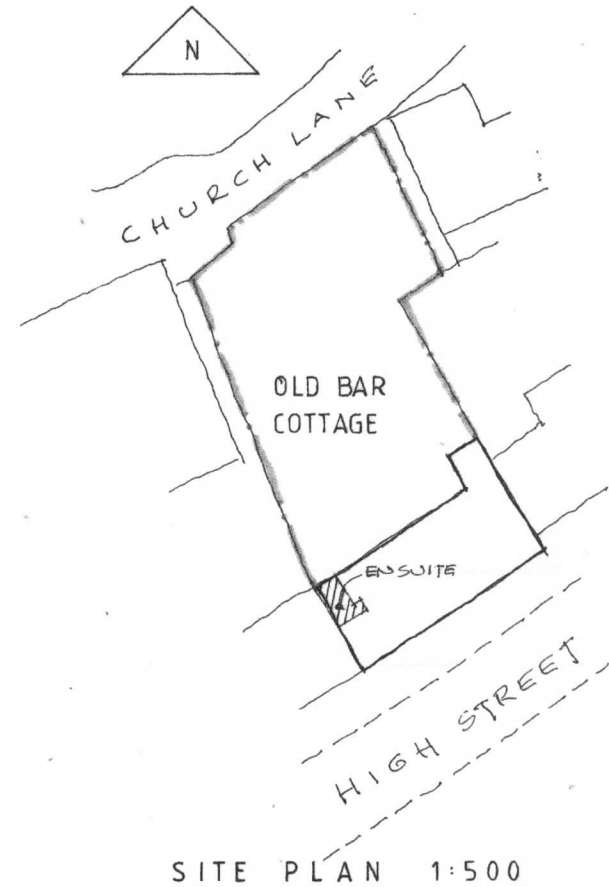 N
CHURCH LANE
OLD BAR
COTTAGE
ENSUITE
HIGH STREET
SITE PLAN 1:500